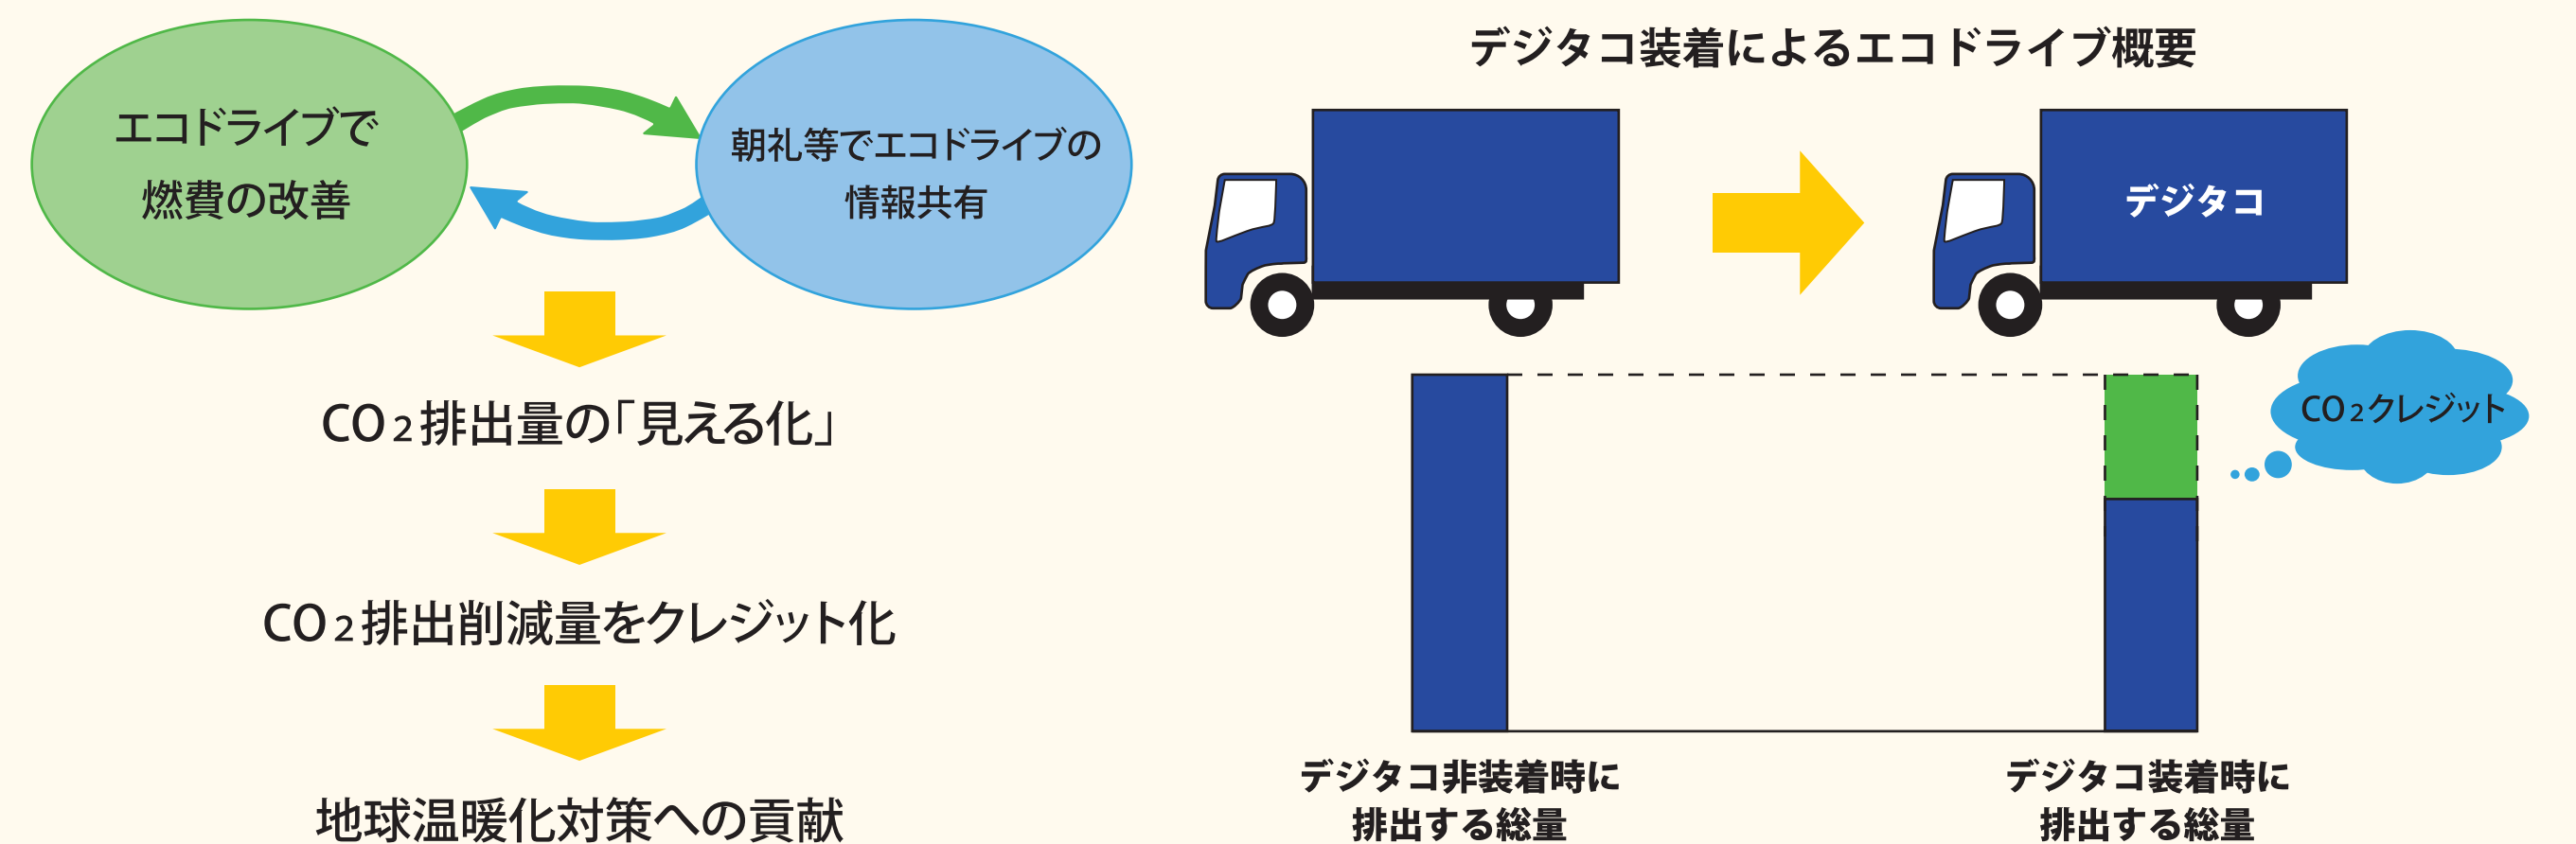 エコドライブで
燃費の改善
朝礼等でエコドライブの
情報共有
CO2排出量の「見える化」
CO2排出削減量をクレジット化
地球温暖化対策への貢献
デジタコ装着によるエコドライブ概要
デジタコ
CO2クレジット
デジタコ非装着時に
排出する総量
デジタコ装着時に
排出する総量